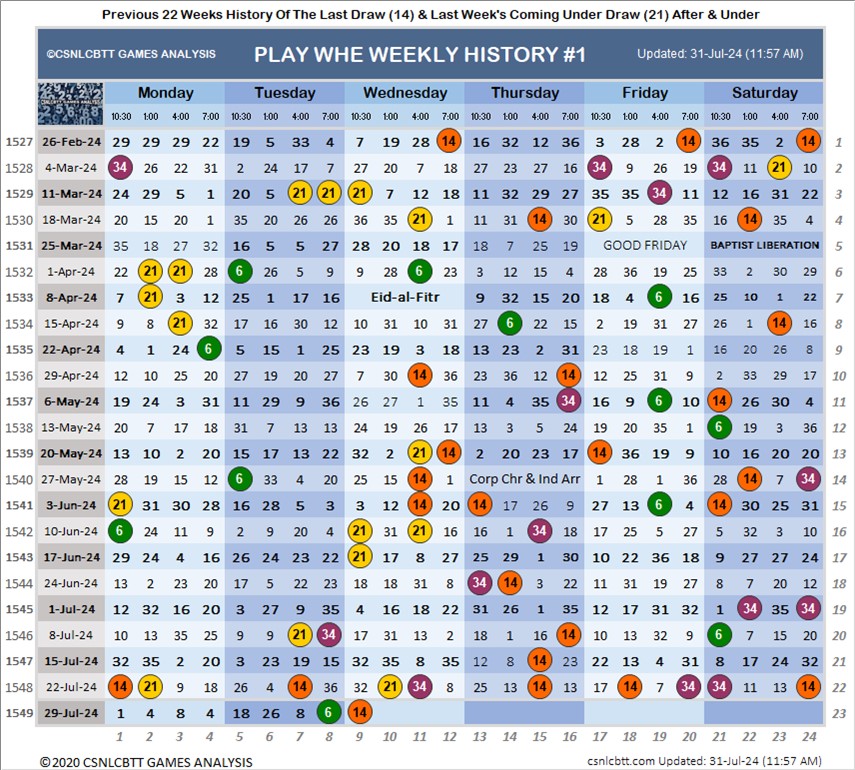 Previous 22 Weeks History Of The Last Draw (14) & Last Week's Coming Under Draw (21) After & Under
©CSNLCBTT GAMES ANALYSIS PLAY WHE WEEKLY HISTORY #1 Updated: 31-Jul-24 (11:57 AM)
Monday Tuesday Wednesday Thursday Friday Saturday
10:30 1:00 4:00 7:00 10:30 1:00 4:00 7:00 10:30 1:00 4:00 7:00 10:30 1:00 4:00 7:00 10:30 1:00 4:00 7:00 10:30 1:00 4:00 7:00
1527 26-Feb-24 29 29 29 22 19 5 33 4 7 19 28 14 16 32 12 36 3 28 2 14 36 35 2 14 1
1528 4-Mar-24 34 26 22 31 2 24 17 7 27 20 7 18 27 23 27 16 34 9 26 19 34 11 21 10 2
1529 11-Mar-24 24 29 5 1 20 5 21 21 21 7 12 18 11 32 29 27 35 35 34 11 12 16 31 22 3
1530 18-Mar-24 20 15 20 1 35 20 26 26 36 35 21 1 11 31 14 30 21 5 28 35 16 14 35 4 4
1531 25-Mar-24 35 18 27 32 16 5 5 27 28 20 18 17 18 7 25 19 GOOD FRIDAY BAPTIST LIBERATION 5
1532 1-Apr-24 22 21 21 28 6 26 5 9 9 28 6 23 3 12 15 4 28 36 19 25 33 2 30 29 6
1533 8-Apr-24 7 21 3 12 25 1 17 16 Eid-al-Fitr 9 32 15 20 18 4 6 16 25 10 1 22 7
1534 15-Apr-24 9 8 21 32 17 16 30 12 10 31 10 31 27 6 22 15 2 19 31 27 26 1 14 16 8
1535 22-Apr-24 4 1 24 6 5 15 1 25 23 19 3 18 13 23 2 31 23 18 19 1 16 20 26 8 9
1536 29-Apr-24 12 10 25 20 27 19 20 27 7 30 14 36 23 36 12 14 12 25 31 9 2 33 29 17 10
1537 6-May-24 19 24 3 31 11 29 9 36 26 27 1 35 11 4 35 34 16 9 6 10 14 26 30 4 11
1538 13-May-24 20 7 17 18 31 7 13 13 24 19 26 17 13 3 5 24 19 20 35 1 6 19 3 36 12
1539 20-May-24 13 10 2 20 15 17 13 22 32 2 21 14 2 20 23 17 14 36 19 9 10 16 20 20 13
1540 27-May-24 28 19 15 12 6 33 4 20 25 15 14 1 Corp Chr & Ind Arr 1 28 1 36 28 14 7 34 14
1541 3-Jun-24 21 31 30 28 16 28 5 3 3 12 14 20 14 17 26 9 27 13 6 4 14 30 25 31 15
1542 10-Jun-24 6 24 11 9 2 7 20 4 21 31 21 16 16 1 34 18 17 25 5 27 5 32 3 10 16
1543 17-Jun-24 29 24 4 16 26 24 23 22 21 17 8 27 25 29 1 30 10 22 36 18 9 27 27 24 17
1544 24-Jun-24 13 2 23 20 17 5 22 23 18 18 31 8 34 14 3 22 11 31 19 27 8 7 20 12 18
1545 1-Jul-24 12 32 16 20 3 27 9 35 4 16 18 22 31 26 1 35 12 17 31 32 1 34 35 34 19
1546 8-Jul-24 10 13 35 25 9 9 21 34 17 31 13 2 18 1 16 14 10 13 32 9 6 7 15 20 20
1547 15-Jul-24 32 35 2 20 3 23 19 15 32 35 8 35 12 8 14 23 22 13 4 31 8 17 24 32 21
1548 22-Jul-24 14 21 9 18 26 4 14 36 32 21 34 8 25 13 14 13 17 14 7 34 34 11 13 14 22
1549 29-Jul-24 1 4 8 4 18 26 8 6 14 23
1 2 3 4 5 6 7 8 9 10 11 12 13 14 15 16 17 18 19 20 21 22 23 24
©2020 CSNLCBTT GAMES ANALYSIS csnlcbtt.com Updated: 31-Jul-24 (11:57 AM)